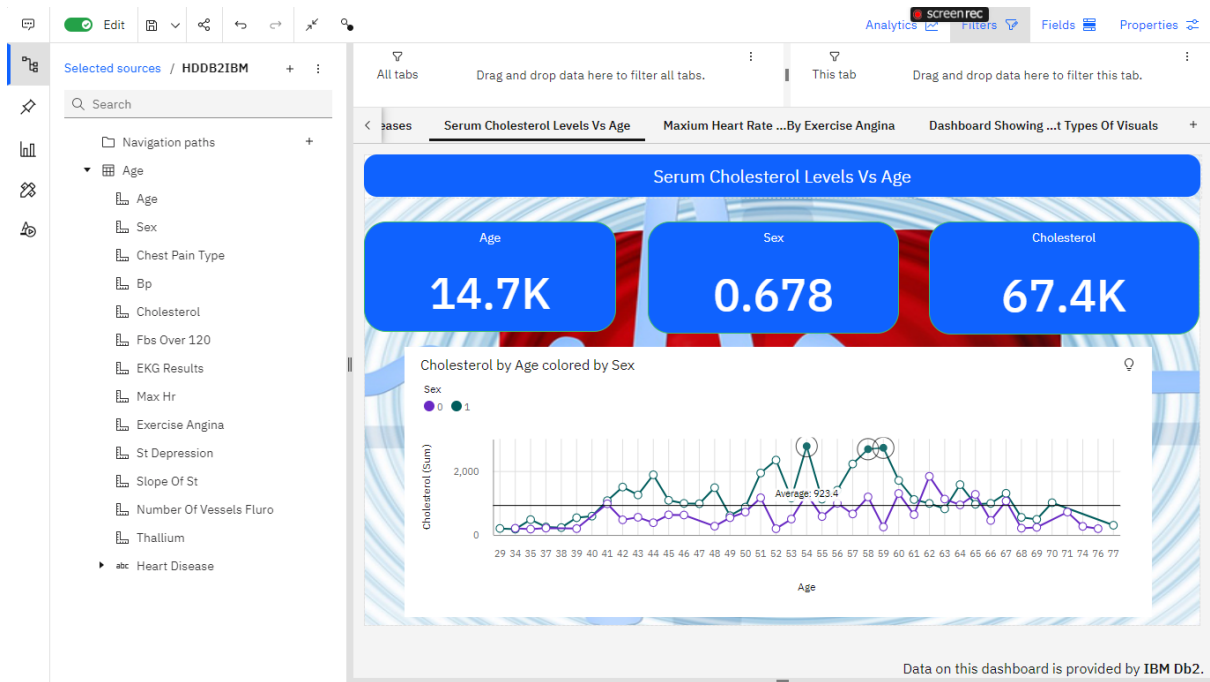 Edit
Analytics
screenrec
Filters
Fields
Properties
Selected sources / HDDB2IBM
Search
Navigation paths
Age
Age
Sex
Chest Pain Type
Bp
Cholesterol
Fbs Over 120
EKG Results
Max Hr
Exercise Angina
St Depression
Slope Of St
Number Of Vessels Fluro
Thallium
abc Heart Disease
All tabs
Drag and drop data here to filter all tabs.
This tab
Drag and drop data here to filter this tab.
eases
Serum Cholesterol Levels Vs Age
Maxium Heart Rate ...By Exercise Angina
Dashboard Showing ...t Types Of Visuals
Serum Cholesterol Levels Vs Age
Age
14.7K
Sex
0.678
Cholesterol
67.4K
Cholesterol by Age colored by Sex
Sex
0 1
Cholesterol (Sum)
2,000
0
Average: 923.4
29 34 35 37 38 39 40 41 42 43 44 45 46 47 48 49 50 51 52 53 54 55 56 57 58 59 60 61 62 63 64 65 66 67 68 69 70 71 74 76 77
Age
Data on this dashboard is provided by IBM Db2.